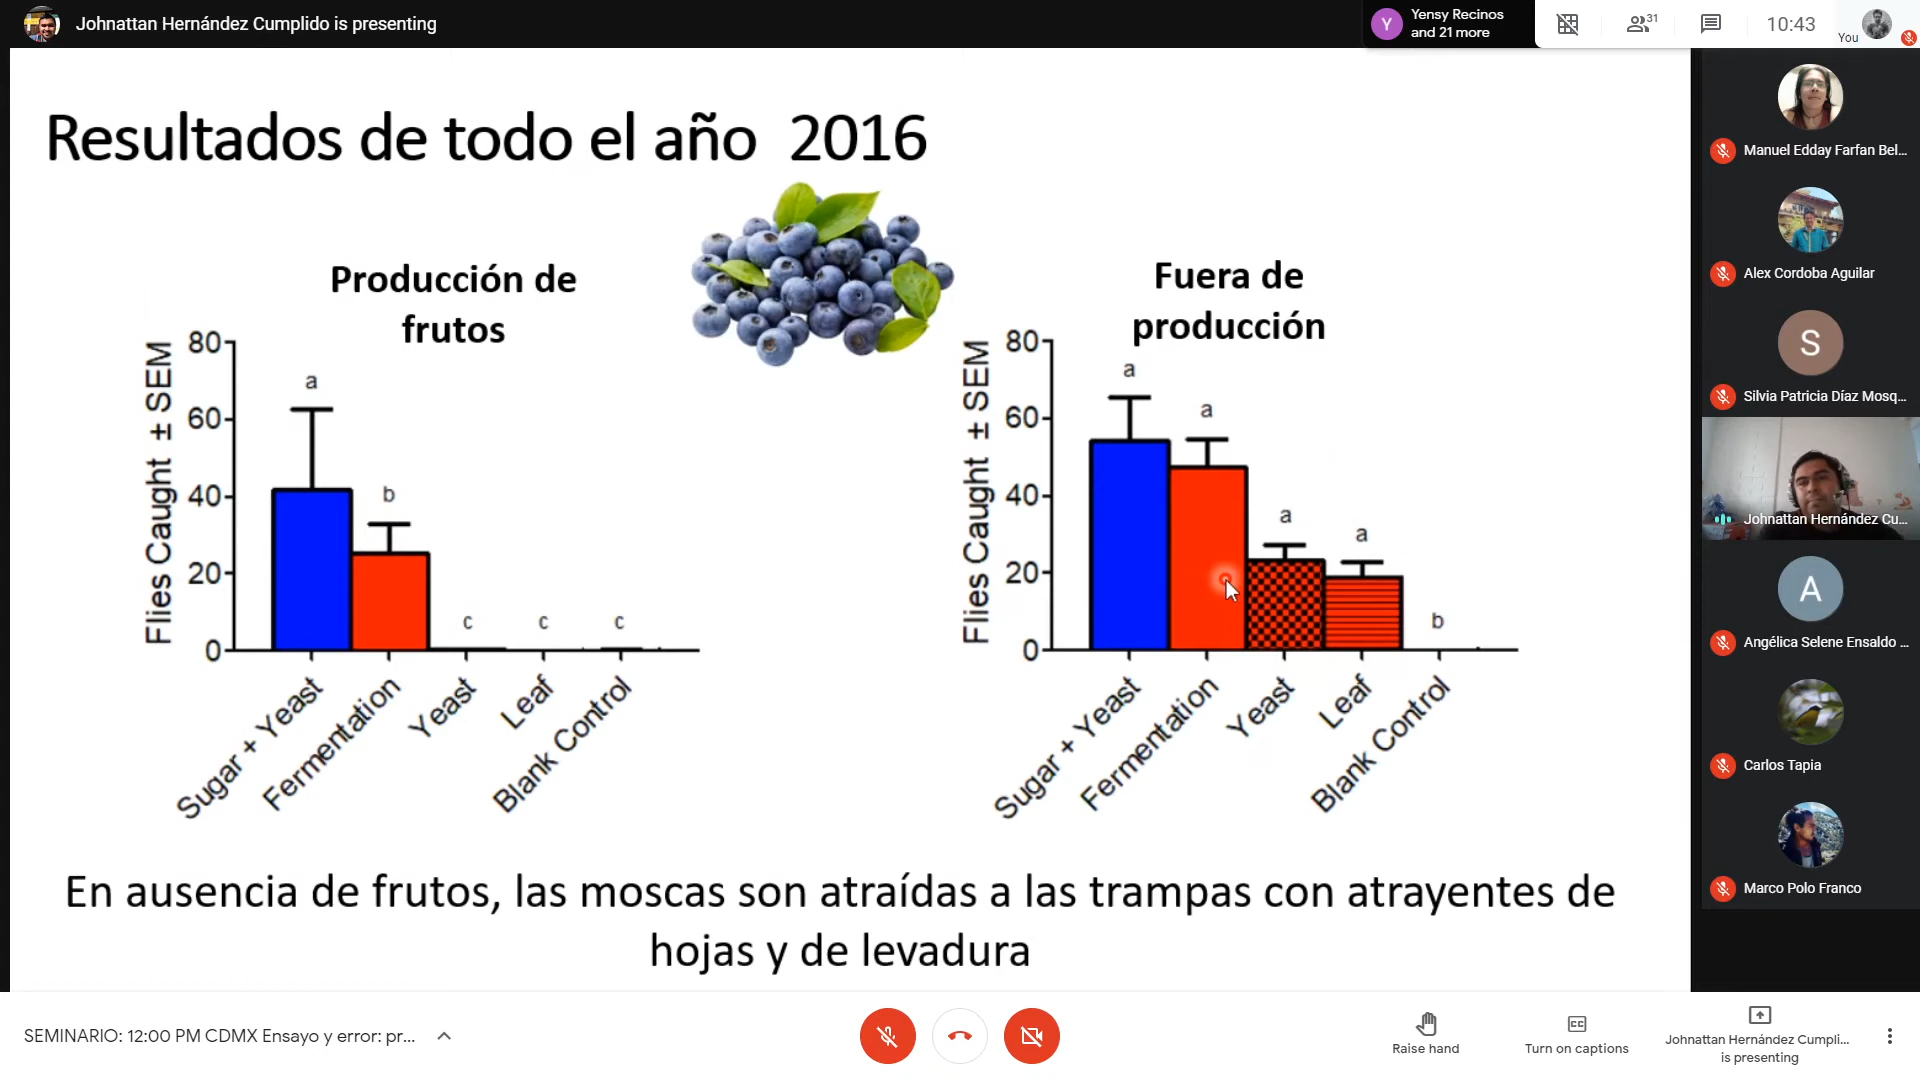 Johnattan Hernández Cumplido is presenting
Y
Yensy Recinos
and 21 more
31
10:43
You
Resultados de todo el año 2016
Producción de
frutos
Flies Caught ± SEM
80
60
40
20
0
a
b
c
c
c
Sugar + Yeast
Fermentation
Yeast
Leaf
Blank Control
Fuera de
producción
Flies Caught ± SEM
80
60
40
20
0
a
a
a
a
b
Sugar + Yeast
Fermentation
Yeast
Leaf
Blank Control
En ausencia de frutos, las moscas son atraídas a las trampas con atrayentes de
hojas y de levadura
Manuel Edday Farfan Bel...
Alex Cordoba Aguilar
S
Silvia Patricia Díaz Mosq...
Johnattan Hernández Cu...
A
Angélica Selene Ensaldo ...
Carlos Tapia
Marco Polo Franco
SEMINARIO: 12:00 PM CDMX Ensayo y error: pr...
Raise hand
Turn on captions
Johnattan Hernández Cumpli...
is presenting